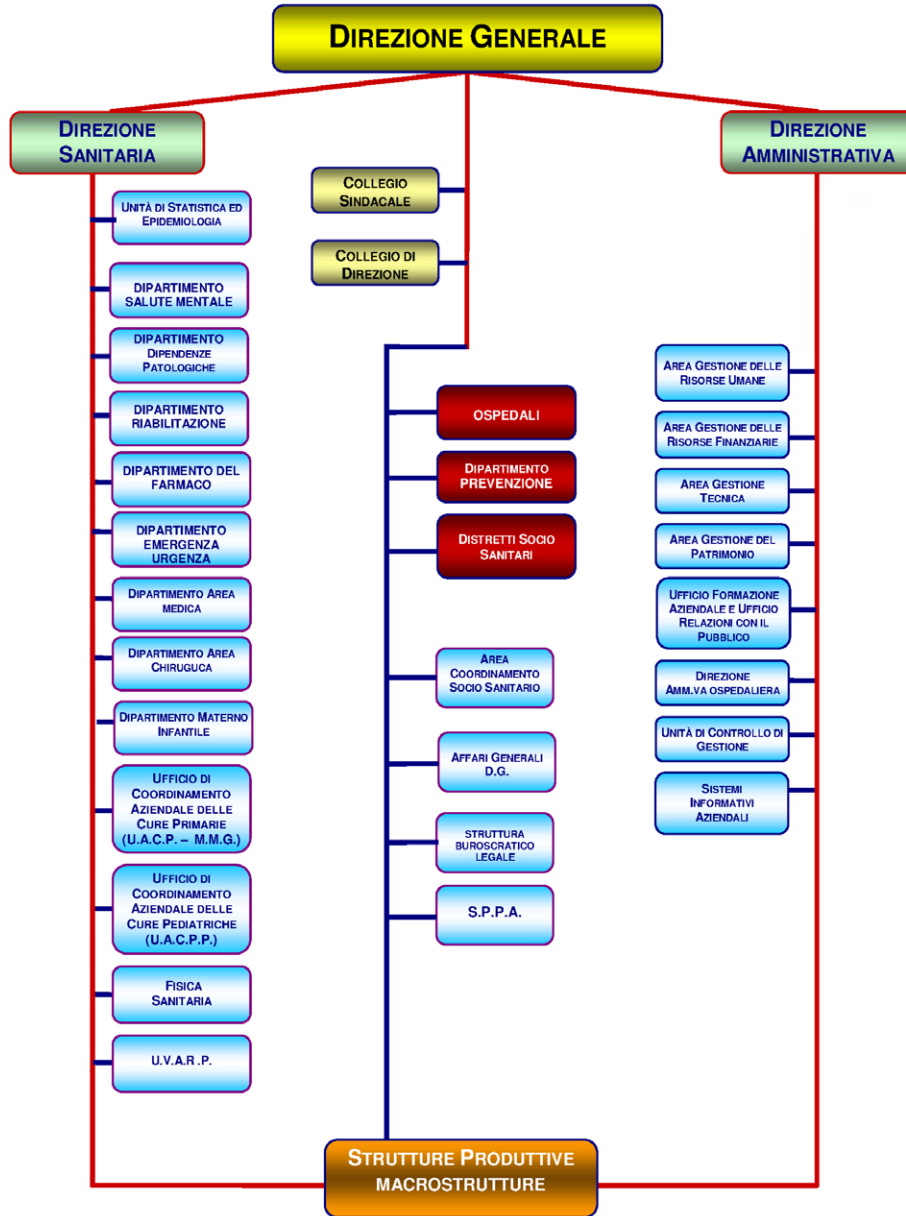 DIREZIONE GENERALE
DIREZIONE
SANITARIA
DIREZIONE
AMMINISTRATIVA
COLLEGIO
SINDACALE
COLLEGIO DI
DIREZIONE
UNITÀ DI STATISTICA ED
EPIDEMIOLOGIA
DIPARTIMENTO
SALUTE MENTALE
DIPARTIMENTO
DIPENDENZE
PATOLOGICHE
DIPARTIMENTO
RIABILITAZIONE
DIPARTIMENTO DEL
FARMACO
DIPARTIMENTO
EMERGENZA
URGENZA
DIPARTIMENTO AREA
MEDICA
DIPARTIMENTO AREA
CHIRUGUCA
DIPARTIMENTO MATERNO
INFANTILE
UFFICIO DI
COORDINAMENTO
AZIENDALE DELLE
CURE PRIMARIE
(U.A.C.P. – M.M.G.)
UFFICIO DI
COORDINAMENTO
AZIENDALE DELLE
CURE PEDIATRICHE
(U.A.C.P.P.)
FISICA
SANITARIA
U.V.A.R .P.
OSPEDALI
DIPARTIMENTO
PREVENZIONE
DISTRETTI SOCIO
SANITARI
AREA
COORDINAMENTO
SOCIO SANITARIO
AFFARI GENERALI
D.G.
STRUTTURA
BUROSCRATICO
LEGALE
S.P.P.A.
AREA GESTIONE DELLE
RISORSE UMANE
AREA GESTIONE DELLE
RISORSE FINANZIARIE
AREA GESTIONE
TECNICA
AREA GESTIONE DEL
PATRIMONIO
UFFICIO FORMAZIONE
AZIENDALE E UFFICIO
RELAZIONI CON IL
PUBBLICO
DIREZIONE
AMM.VA OSPEDALIERA
UNITÀ DI CONTROLLO DI
GESTIONE
SISTEMI
INFORMATIVI
AZIENDALI
STRUTTURE PRODUTTIVE
MACROSTRUTTURE